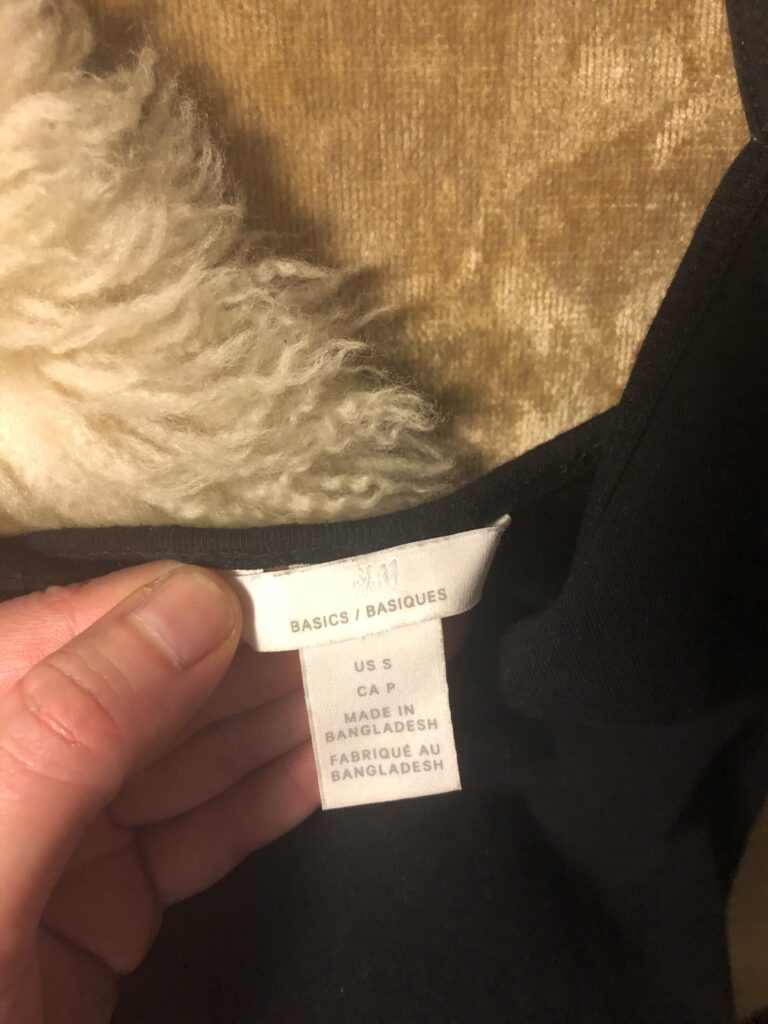 H&M
BASICS / BASIQUES
US S
CA P
MADE IN
BANGLADESH
FABRIQUÉ AU
BANGLADESH